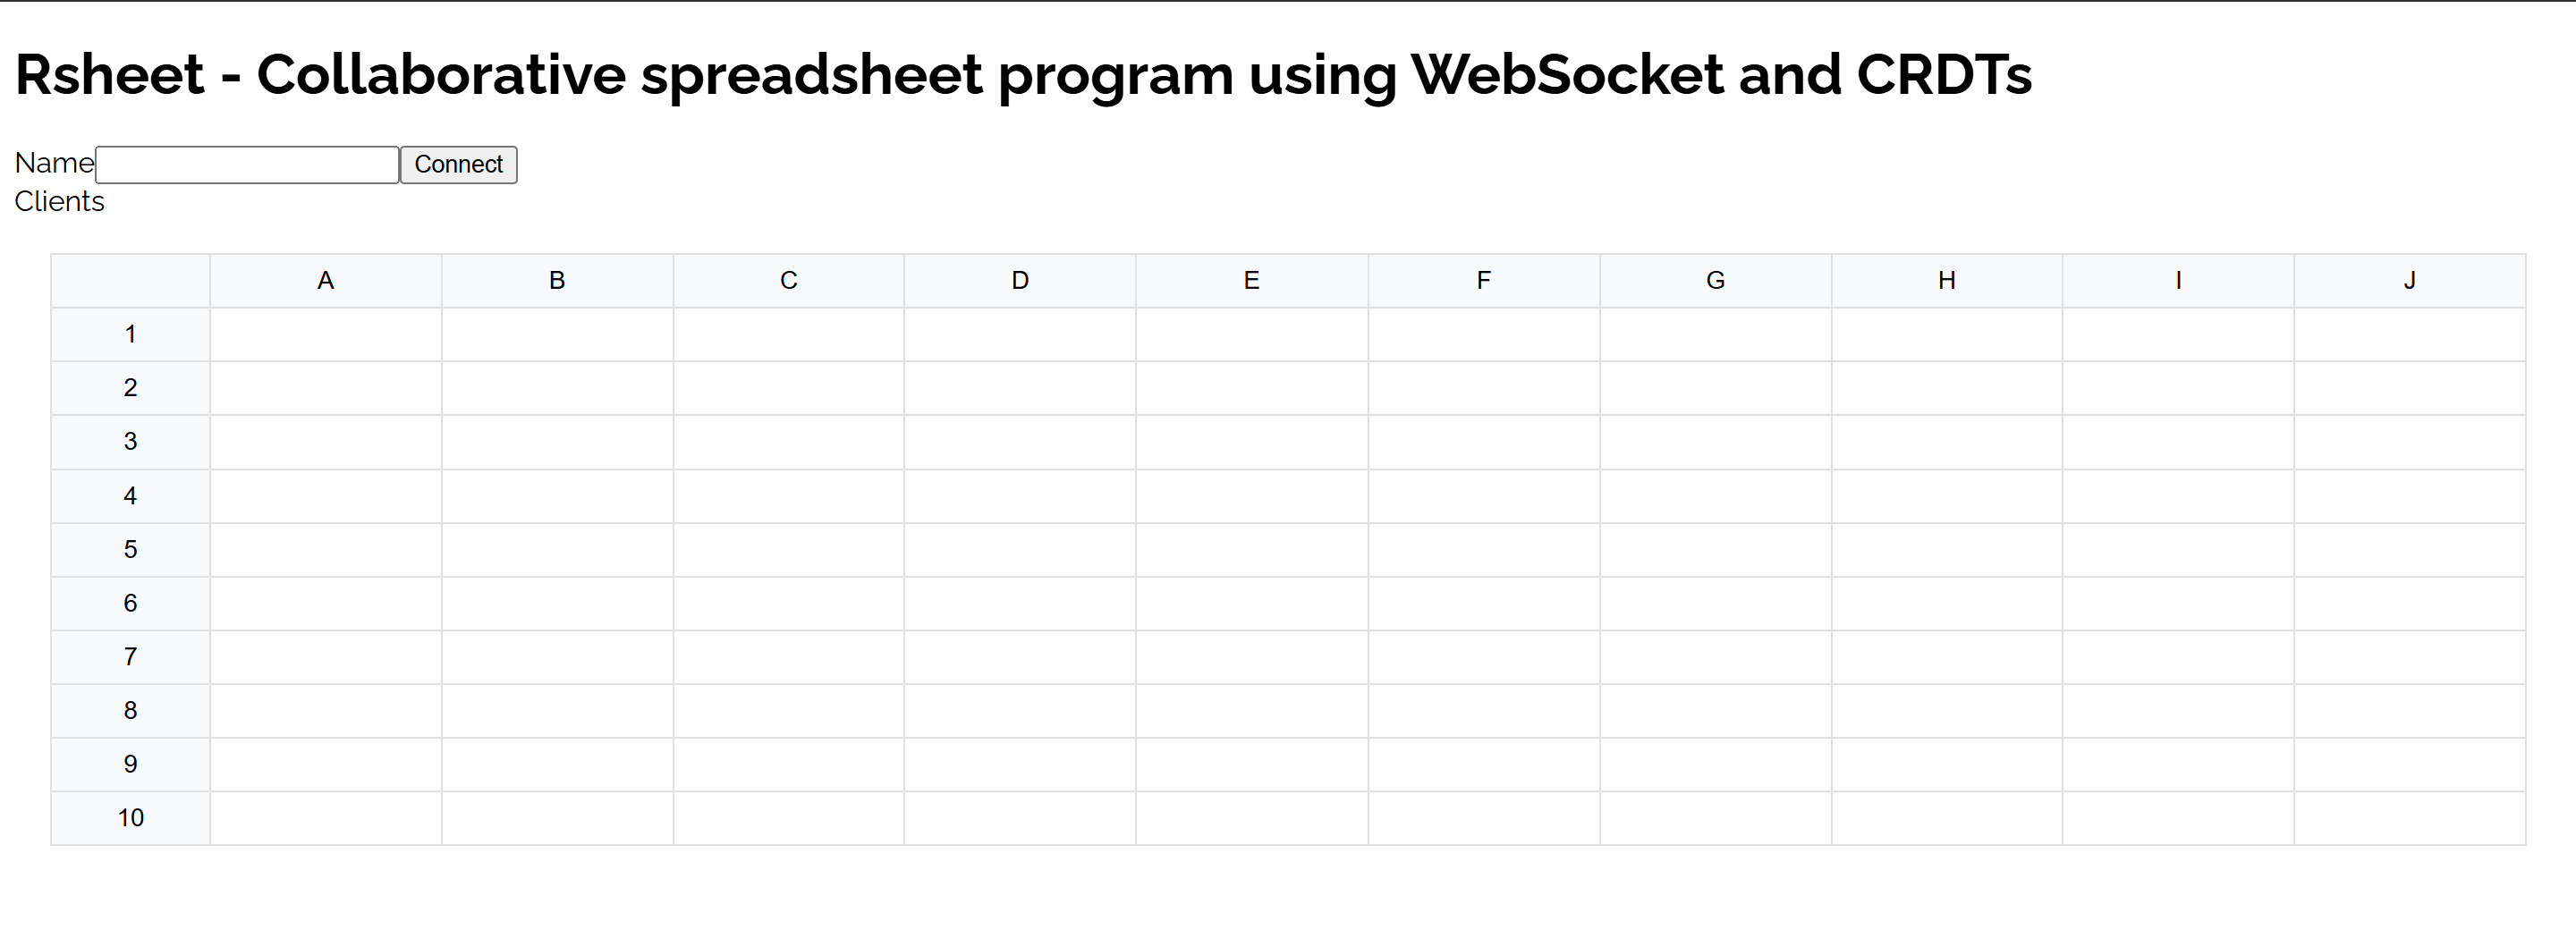 Rsheet - Collaborative spreadsheet program using WebSocket and CRDTs
Name Connect
Clients
A B C D E F G H I J
1
2
3
4
5
6
7
8
9
10